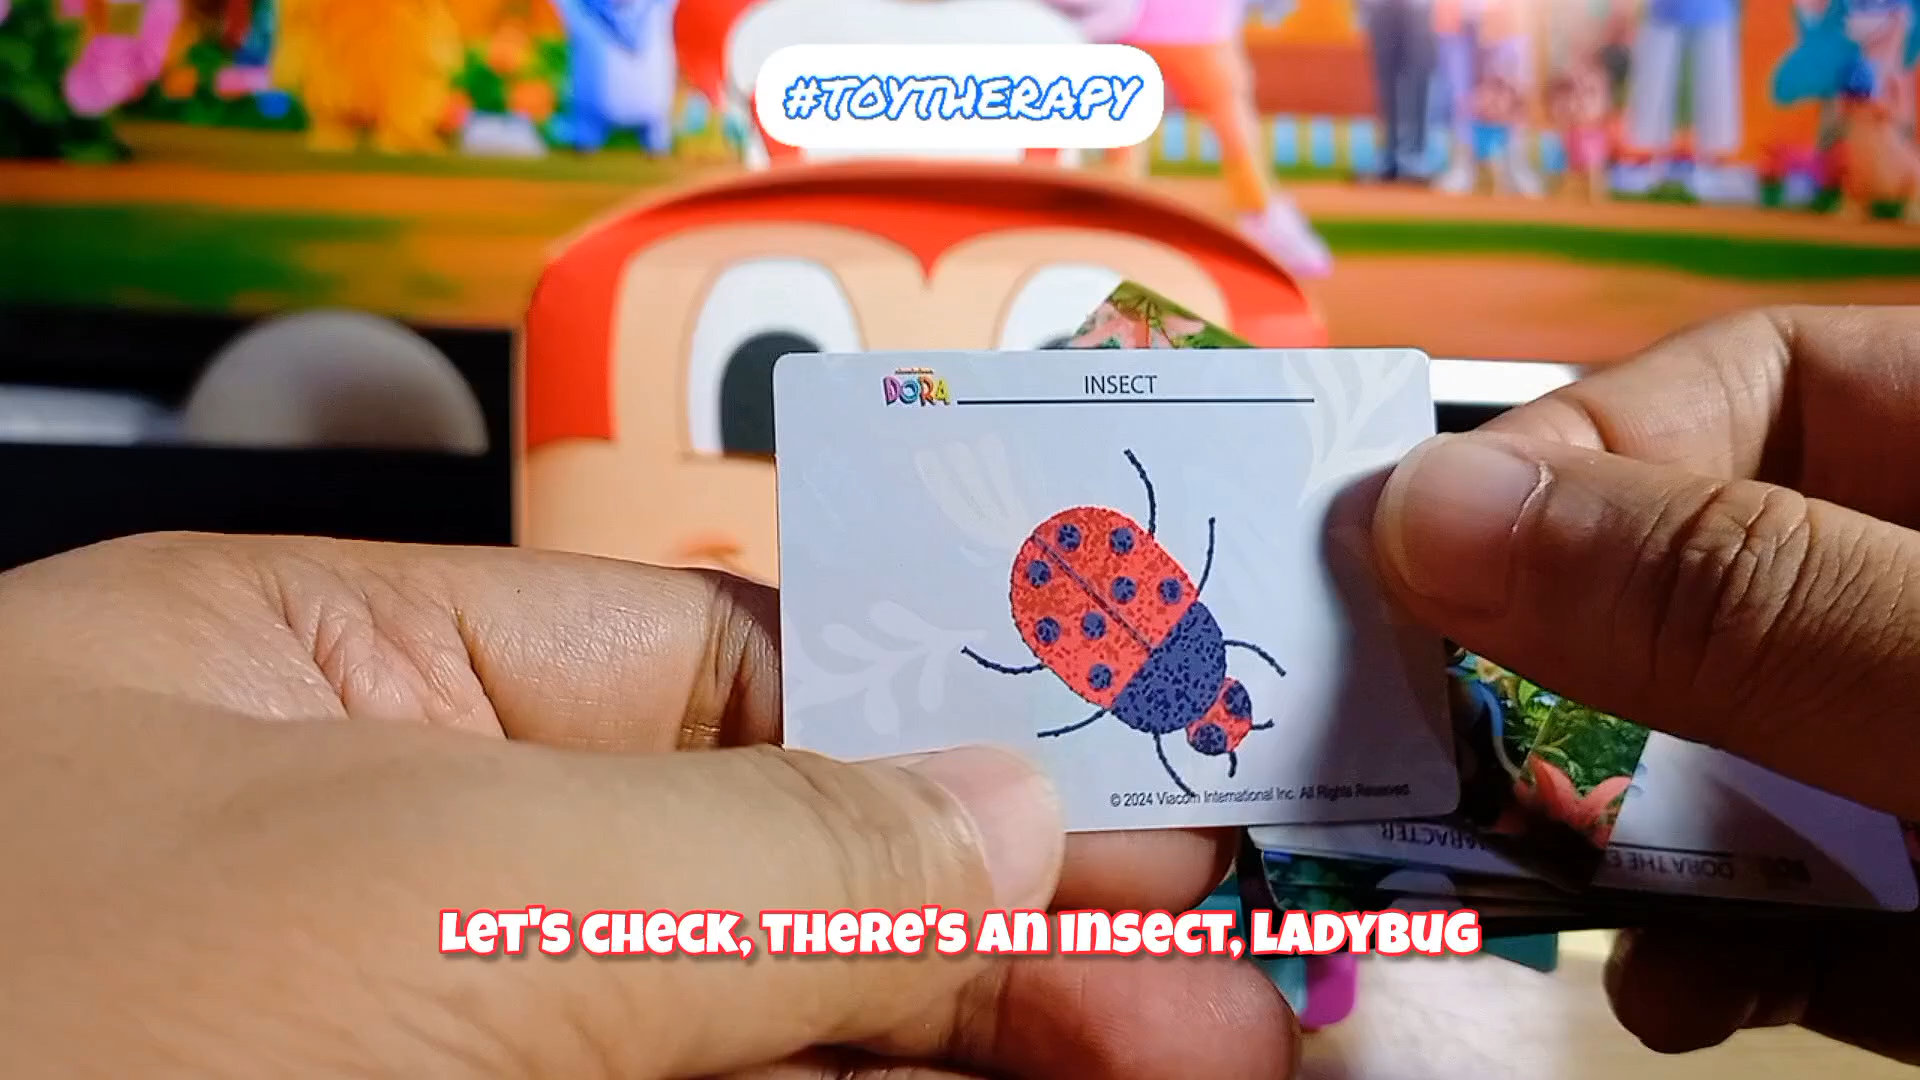 #TOYTHERAPY
DORA
INSECT
© 2024 Viacom International Inc. All Rights Reserved
LET'S CHECK, THERE'S AN INSECT, LADYBUG